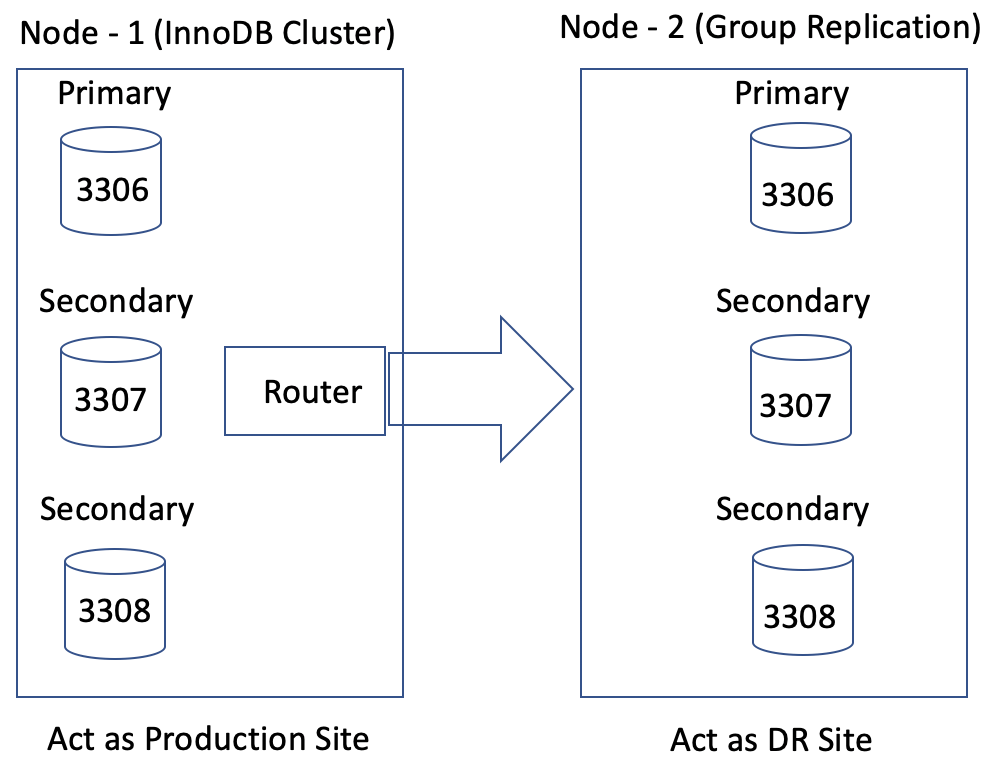 Node - 1 (InnoDB Cluster)
Primary
3306
Secondary
3307
Router
Secondary
3308
Act as Production Site
Node - 2 (Group Replication)
Primary
3306
Secondary
3307
Secondary
3308
Act as DR Site